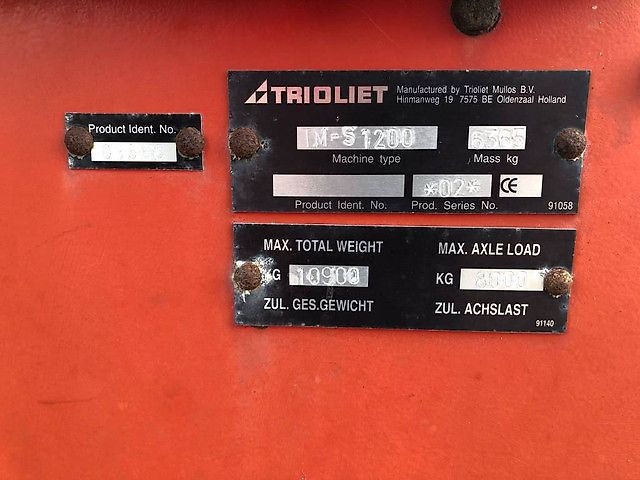 Product Ident. No.
TRIOLIET
Manufactured by Trioliet Mullos B.V.
Hinmanweg 19 7575 BE Oldenzaal Holland
Machine type
Mass kg
*02*
CE
Product Ident. No.
Prod. Series No.
91058
MAX. TOTAL WEIGHT
MAX. AXLE LOAD
KG 10900
KG 8000
ZUL. GES.GEWICHT
ZUL. ACHSLAST
91140